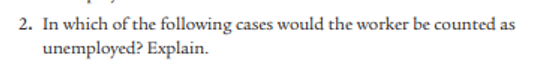 2. In which of the following cases would the worker be counted as
unemployed? Explain.